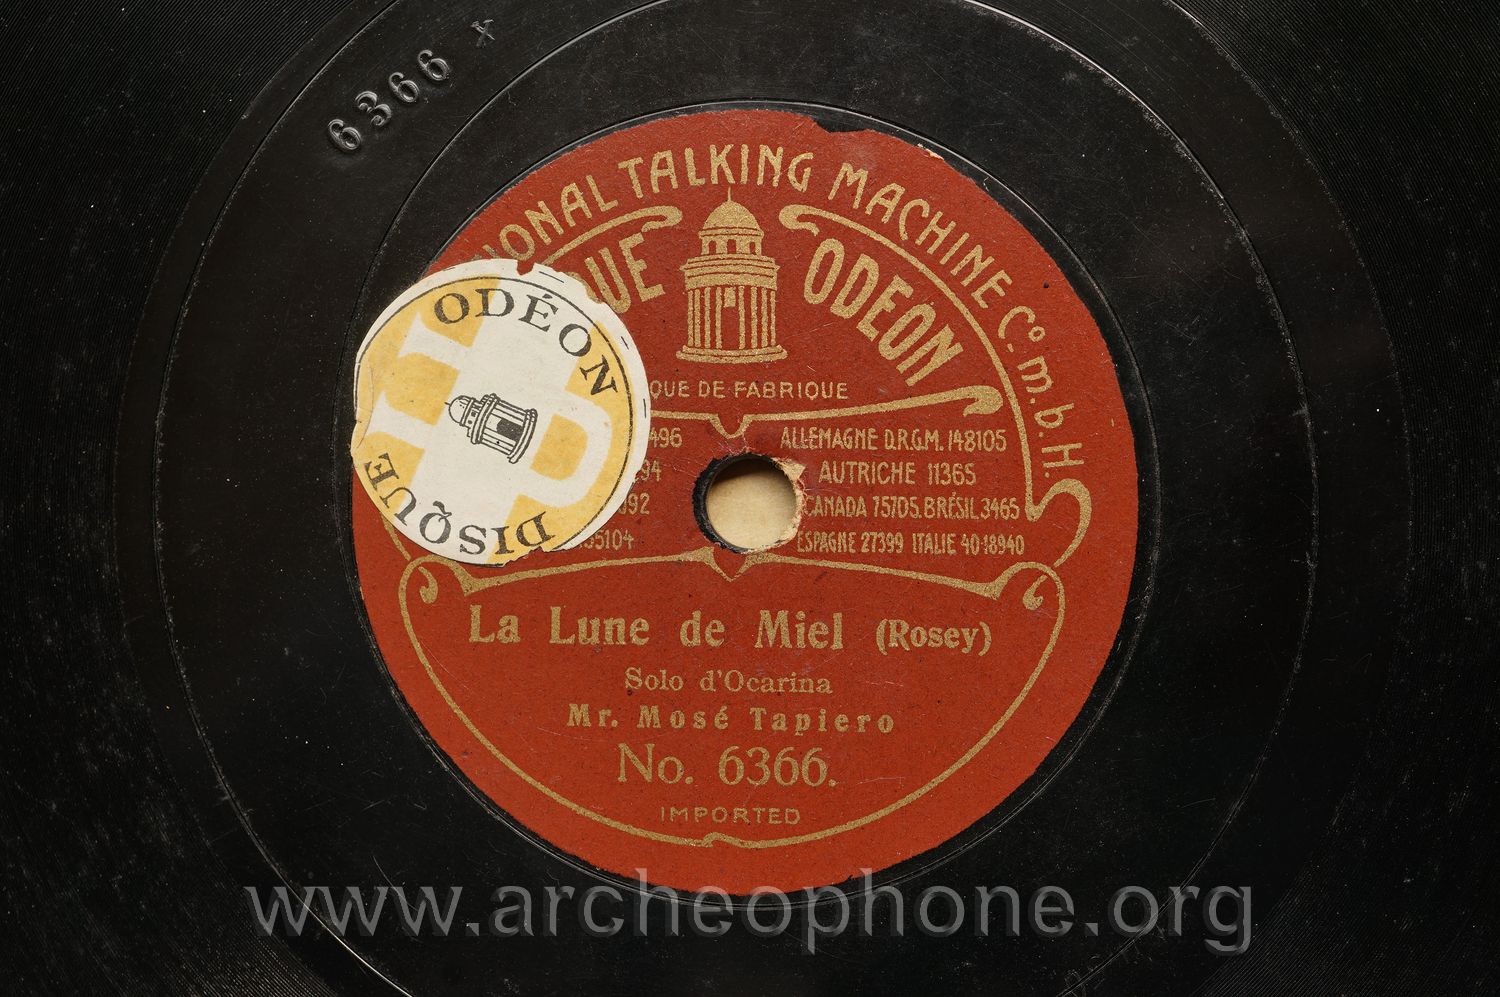 6366 x
TALKING MACHINE Co. m. b. H.
ODEON
DE FABRIQUE
ALLEMAGNE D.R.G.M. 148105
AUTRICHE 11365
CANADA 75705. BRÉSIL 3465
ESPAGNE 27399 ITALIE 40·18940
ODÉON
DISQUE
La Lune de Miel (Rosey)
Solo d'Ocarina
Mr. Mosé Tapiero
No. 6366.
IMPORTED
www.archeophone.org